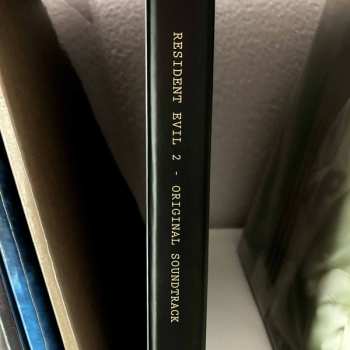 RESIDENT EVIL 2 - ORIGINAL SOUNDTRACK